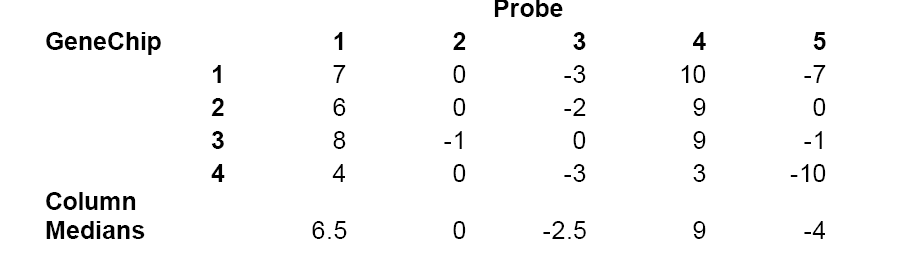 Probe
GeneChip 1 2 3 4 5
1 7 0 -3 10 -7
2 6 0 -2 9 0
3 8 -1 0 9 -1
4 4 0 -3 3 -10
Column
Medians 6.5 0 -2.5 9 -4